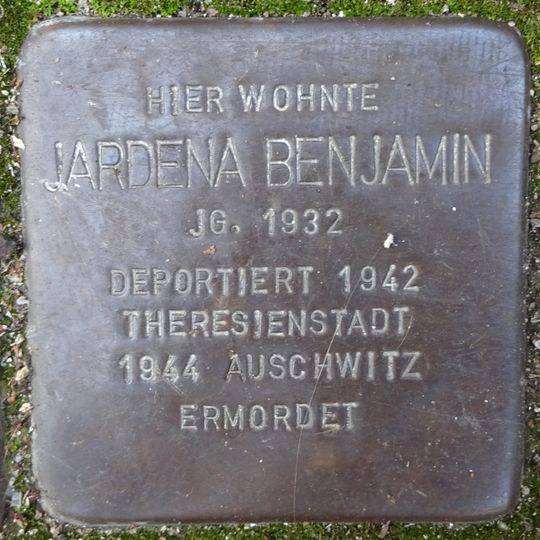 HIER WOHNTE
JARDENA BENJAMIN
JG. 1932
DEPORTIERT 1942
THERESIENSTADT
1944 AUSCHWITZ
ERMORDET